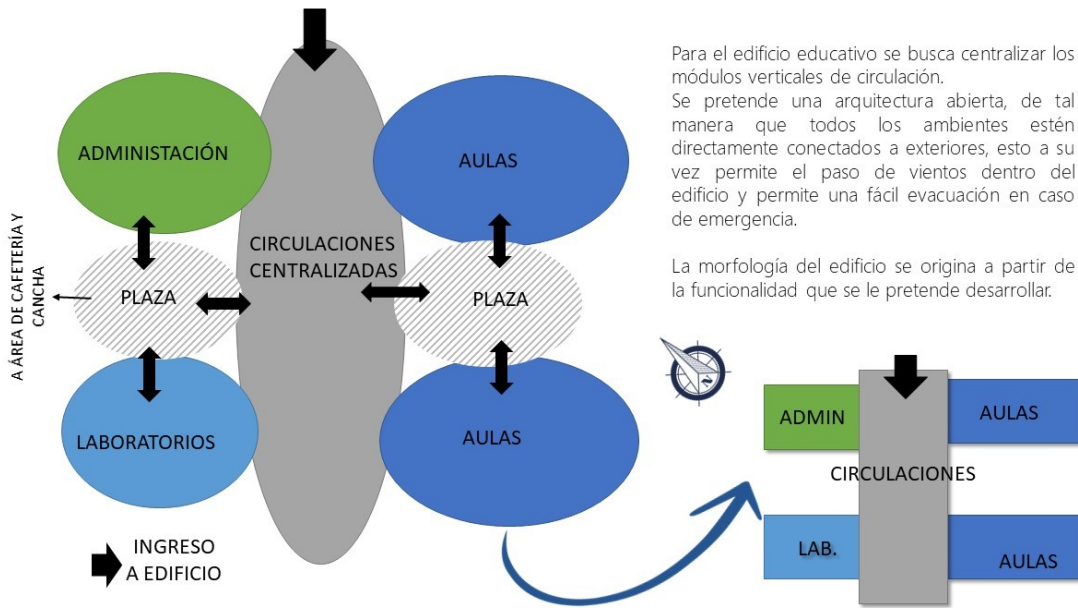 ADMINISTACIÓN
AULAS
CIRCULACIONES
CENTRALIZADAS
PLAZA
PLAZA
A ÁREA DE CAFETERÍA Y
CANCHA
LABORATORIOS
AULAS
INGRESO
A EDIFICIO
Para el edificio educativo se busca centralizar los
módulos verticales de circulación.
Se pretende una arquitectura abierta, de tal
manera que todos los ambientes estén
directamente conectados a exteriores, esto a su
vez permite el paso de vientos dentro del
edificio y permite una fácil evacuación en caso
de emergencia.
La morfología del edificio se origina a partir de
la funcionalidad que se le pretende desarrollar.
N
ADMIN
AULAS
CIRCULACIONES
LAB.
AULAS